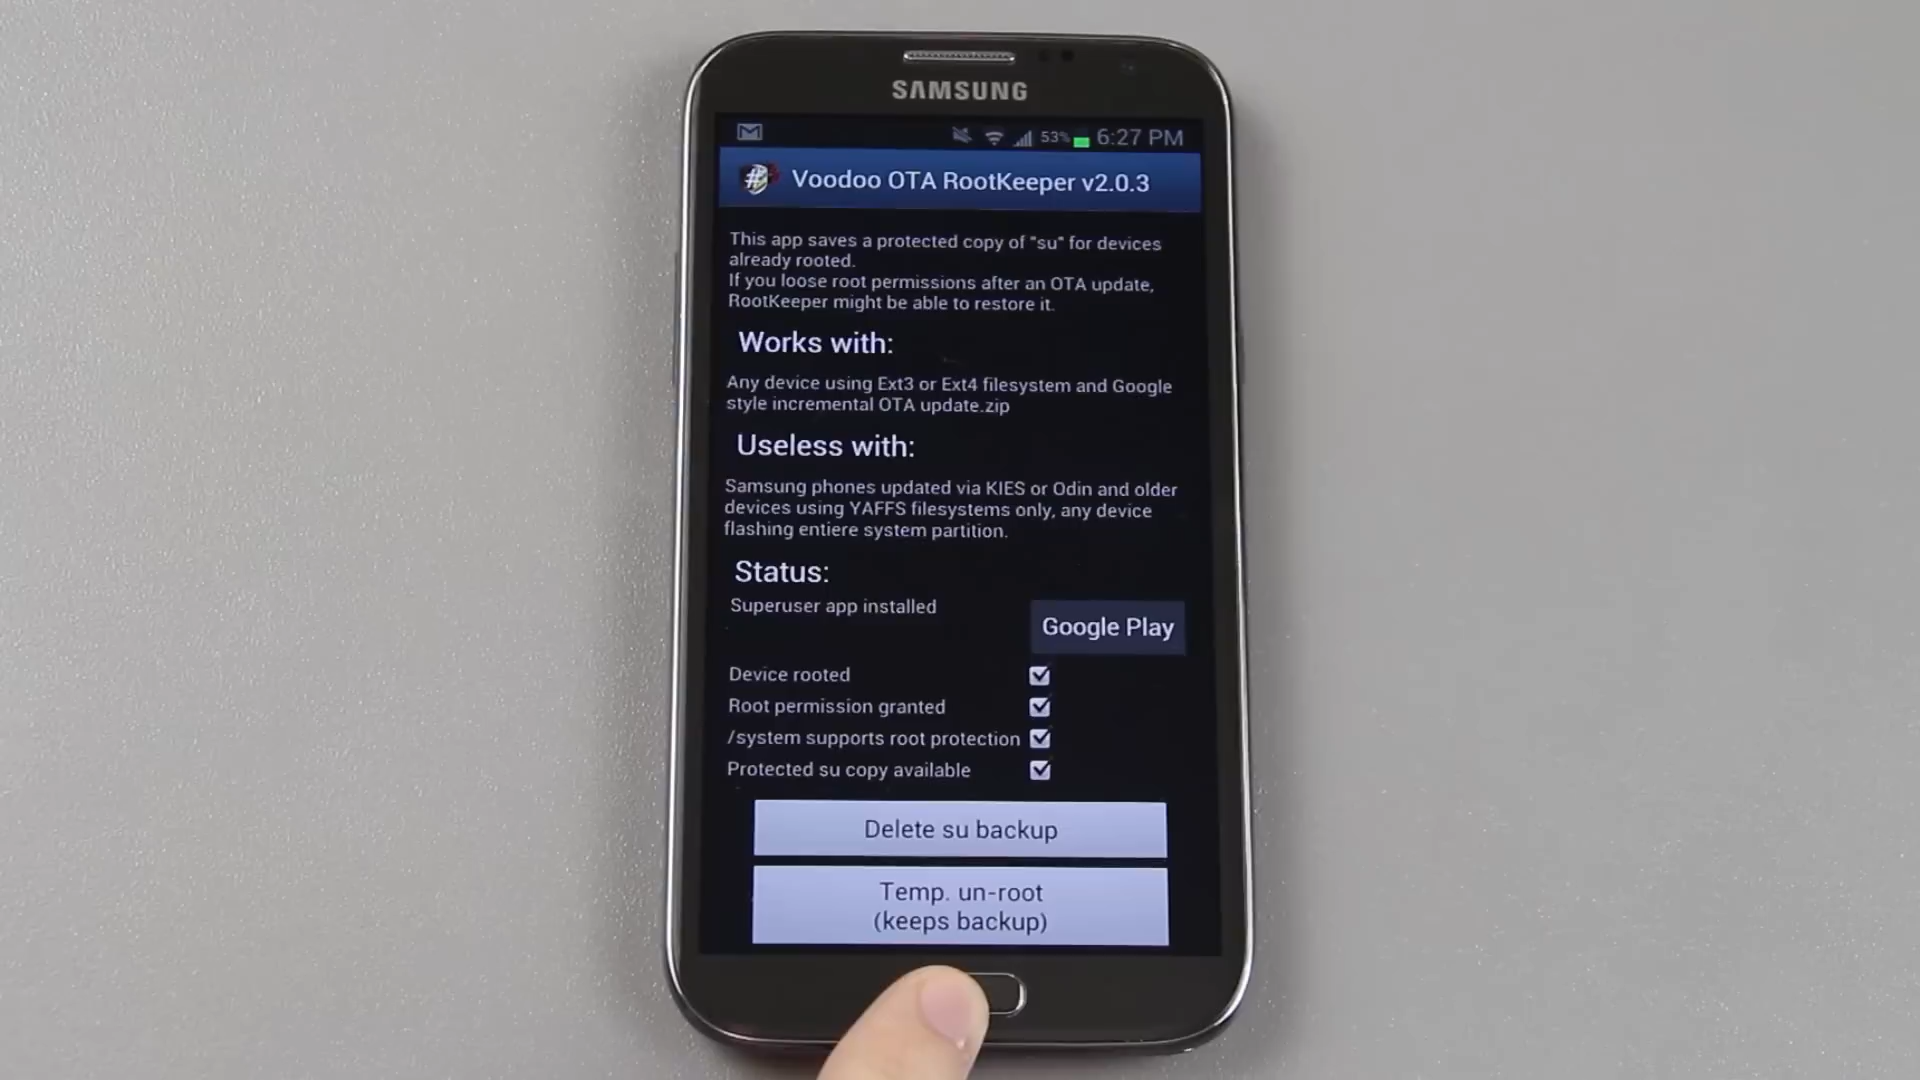 SAMSUNG
53% 6:27 PM
Voodoo OTA RootKeeper v2.0.3
This app saves a protected copy of "su" for devices
already rooted.
If you loose root permissions after an OTA update,
RootKeeper might be able to restore it.
Works with:
Any device using Ext3 or Ext4 filesystem and Google
style incremental OTA update.zip
Useless with:
Samsung phones updated via KIES or Odin and older
devices using YAFFS filesystems only, any device
flashing entiere system partition.
Status:
Superuser app installed
Google Play
Device rooted
Root permission granted
/system supports root protection
Protected su copy available
Delete su backup
Temp. un-root
(keeps backup)